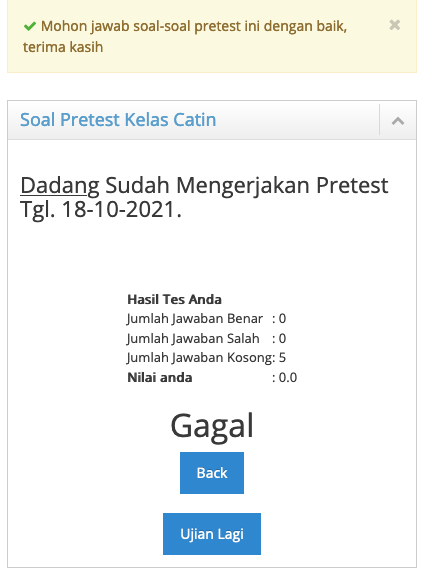 ✔ Mohon jawab soal-soal pretest ini dengan baik,
terima kasih
Soal Pretest Kelas Catin
Dadang Sudah Mengerjakan Pretest
Tgl. 18-10-2021.
Hasil Tes Anda
Jumlah Jawaban Benar : 0
Jumlah Jawaban Salah : 0
Jumlah Jawaban Kosong: 5
Nilai anda : 0.0
Gagal
Back
Ujian Lagi